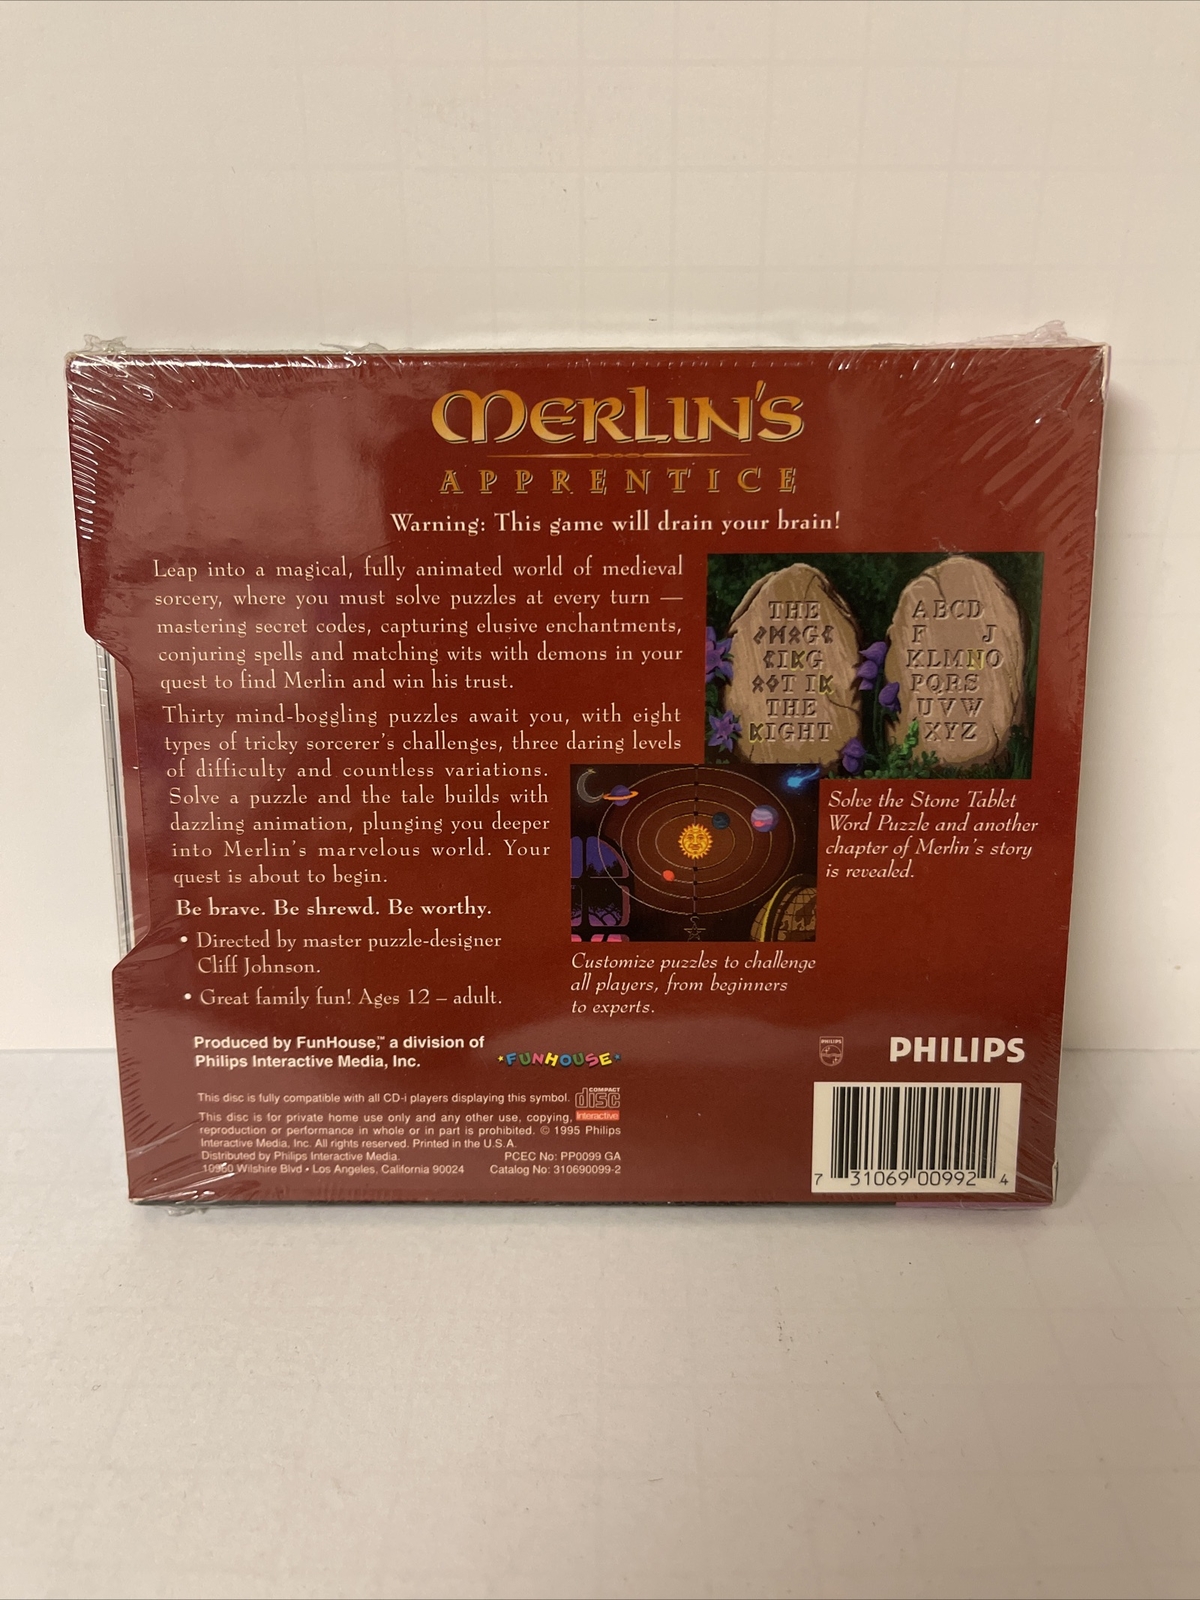 MERLIN'S
APPRENTICE
Warning: This game will drain your brain!
Leap into a magical, fully animated world of medieval
sorcery, where you must solve puzzles at every turn —
mastering secret codes, capturing elusive enchantments,
conjuring spells and matching wits with demons in your
quest to find Merlin and win his trust.
Thirty mind-boggling puzzles await you, with eight
types of tricky sorcerer's challenges, three daring levels
of difficulty and countless variations.
Solve a puzzle and the tale builds with
dazzling animation, plunging you deeper
into Merlin's marvelous world. Your
quest is about to begin.
Be brave. Be shrewd. Be worthy.
• Directed by master puzzle-designer
Cliff Johnson.
• Great family fun! Ages 12 – adult.
THE
THE
KIGHT
ABCD
F J
KLMNO
PQRS
UVW
XYZ
Solve the Stone Tablet
Word Puzzle and another
chapter of Merlin's story
is revealed.
Customize puzzles to challenge
all players, from beginners
to experts.
Produced by FunHouse,™ a division of
Philips Interactive Media, Inc.
FUNHOUSE
PHILIPS
PHILIPS
This disc is fully compatible with all CD-i players displaying this symbol.
COMPACT
disc
Interactive
This disc is for private home use only and any other use, copying,
reproduction or performance in whole or in part is prohibited. © 1995 Philips
Interactive Media, Inc. All rights reserved. Printed in the U.S.A.
Distributed by Philips Interactive Media.
10960 Wilshire Blvd • Los Angeles, California 90024
PCEC No: PP0099 GA
Catalog No: 310690099-2
7 31069 00992 4